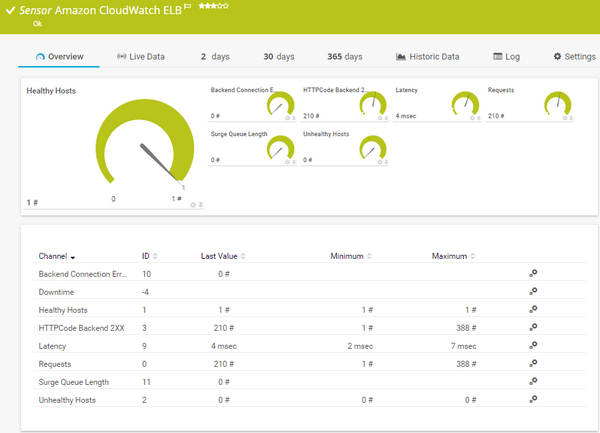 Sensor Amazon CloudWatch ELB
Ok
Overview Live Data 2 days 30 days 365 days Historic Data Log Settings
Healthy Hosts
0
1 #
1 #
Backend Connection E...
0 #
HTTPCode Backend 2...
210 #
Latency
4 msec
Requests
210 #
Surge Queue Length
0 #
Unhealthy Hosts
0 #
Channel ID Last Value Minimum Maximum
Backend Connection Err... 10 0 #
Downtime -4
Healthy Hosts 1 1 # 1 # 1 #
HTTPCode Backend 2XX 3 210 # 1 # 388 #
Latency 9 4 msec 2 msec 7 msec
Requests 0 210 # 1 # 388 #
Surge Queue Length 11 0 #
Unhealthy Hosts 2 0 # 0 # 0 #